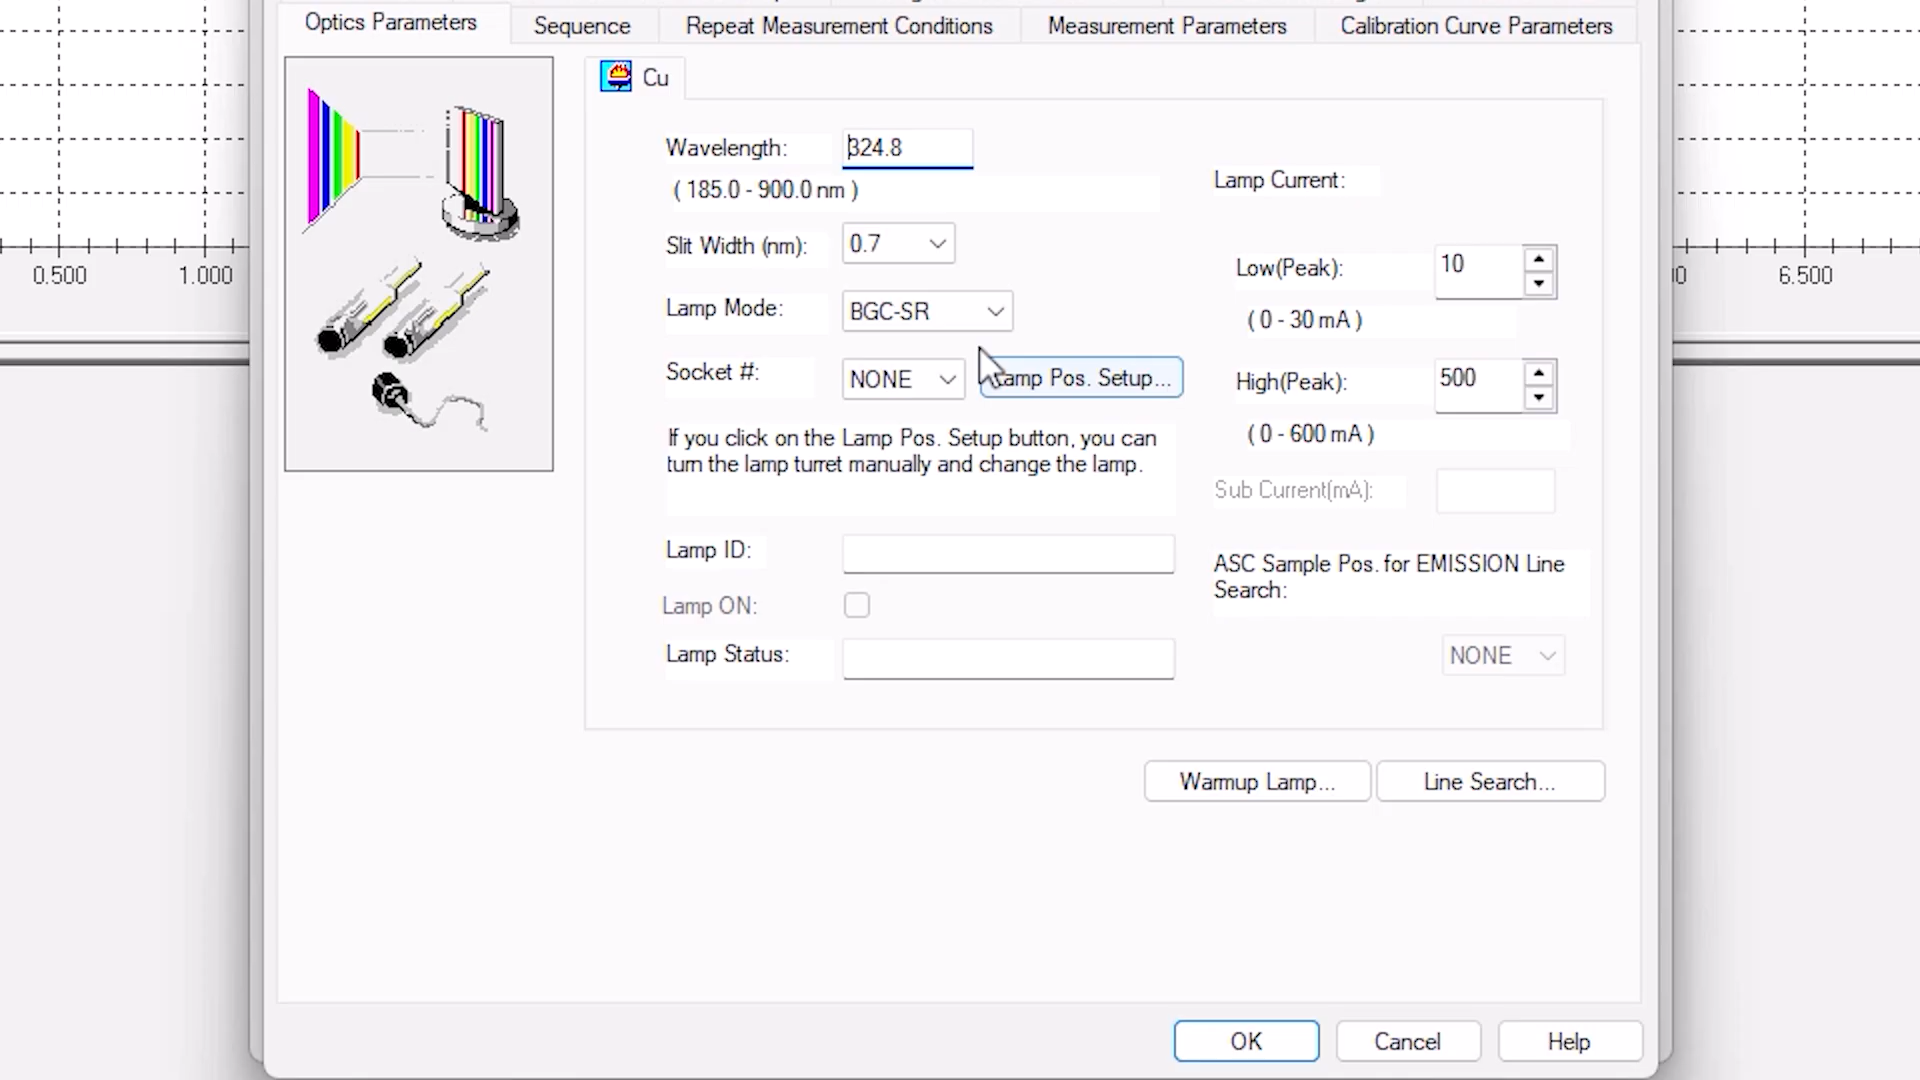 Optics Parameters
Sequence
Repeat Measurement Conditions
Measurement Parameters
Calibration Curve Parameters
Cu
Wavelength: 324.8
( 185.0 - 900.0 nm )
Slit Width (nm): 0.7
Lamp Mode: BGC-SR
Socket #: NONE
Lamp Pos. Setup...
If you click on the Lamp Pos. Setup button, you can
turn the lamp turret manually and change the lamp.
Lamp ID:
Lamp ON:
Lamp Status:
Lamp Current:
Low(Peak): 10
( 0 - 30 mA )
High(Peak): 500
( 0 - 600 mA )
Sub Current(mA):
ASC Sample Pos. for EMISSION Line
Search:
NONE
Warmup Lamp...
Line Search...
OK
Cancel
Help
0.500
1.000
6.500